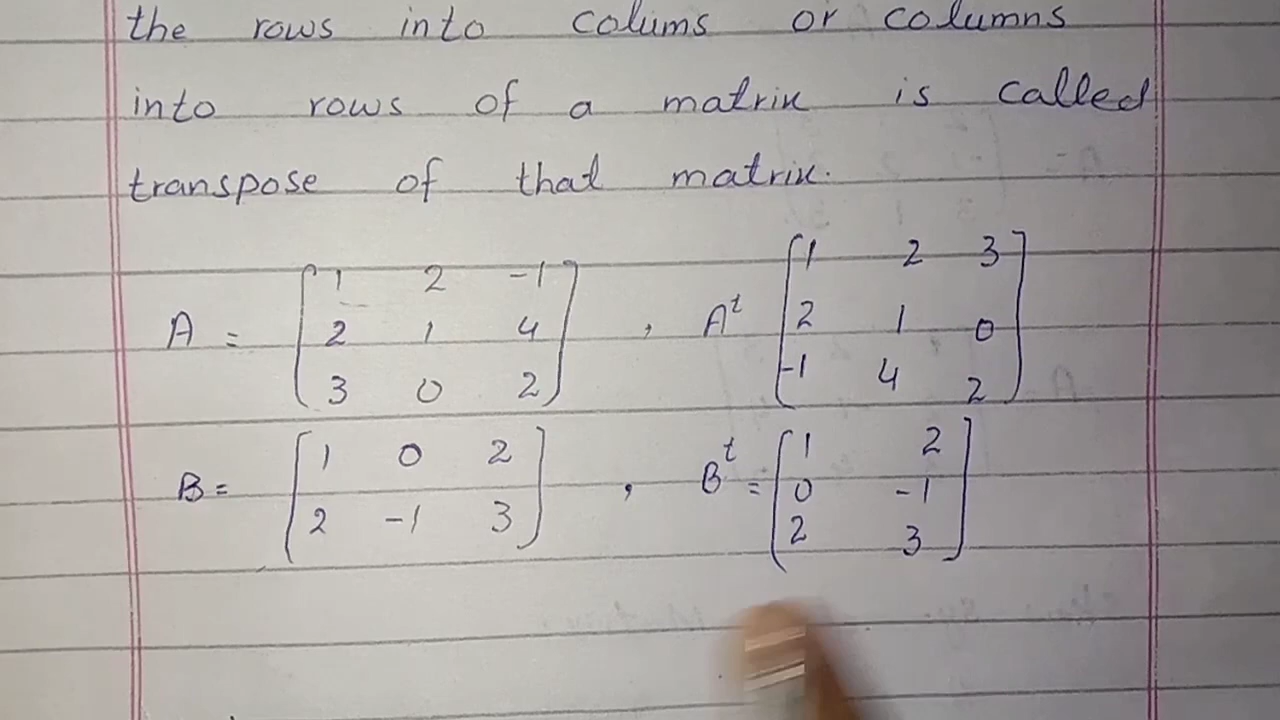 the rows into colums or columns
into rows of a matrix is called
transpose of that matrix.
A = [1 2 -1 , Aᵗ [1 2 3]
2 1 4 2 1 0
3 0 2] -1 4 2
B = [1 0 2 , Bᵗ = [1 2
2 -1 3] 0 -1
2 3]